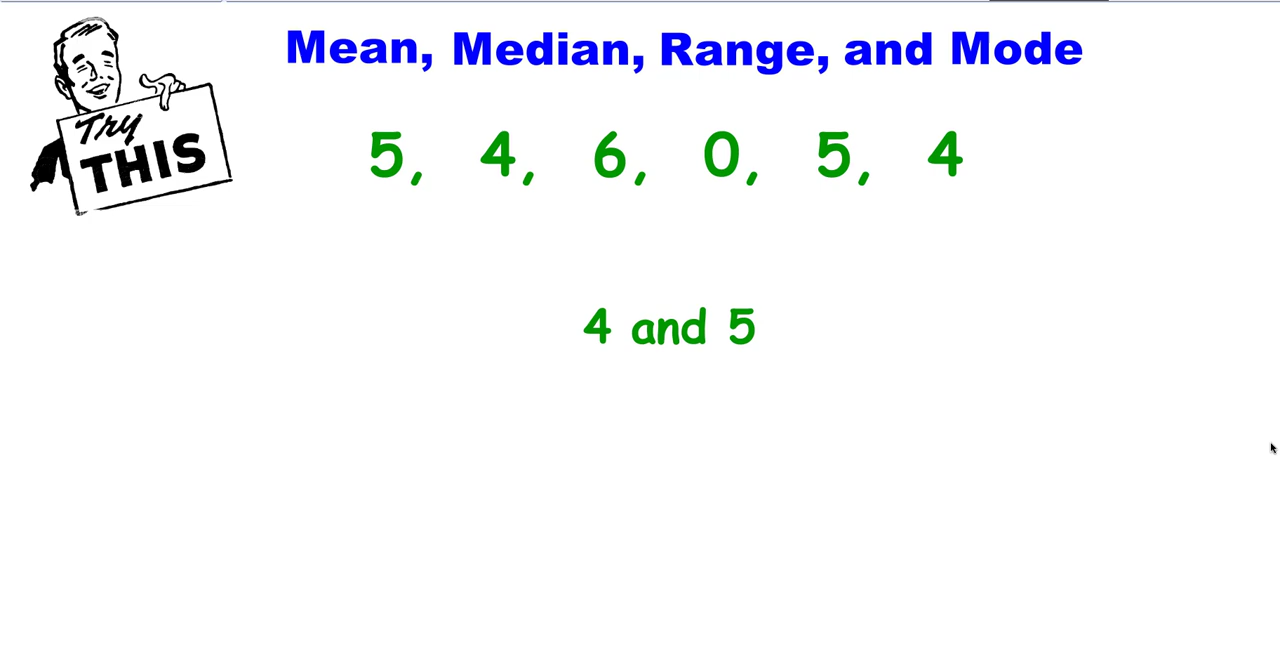 Mean, Median, Range, and Mode
Try
THIS
5, 4, 6, 0, 5, 4
4 and 5